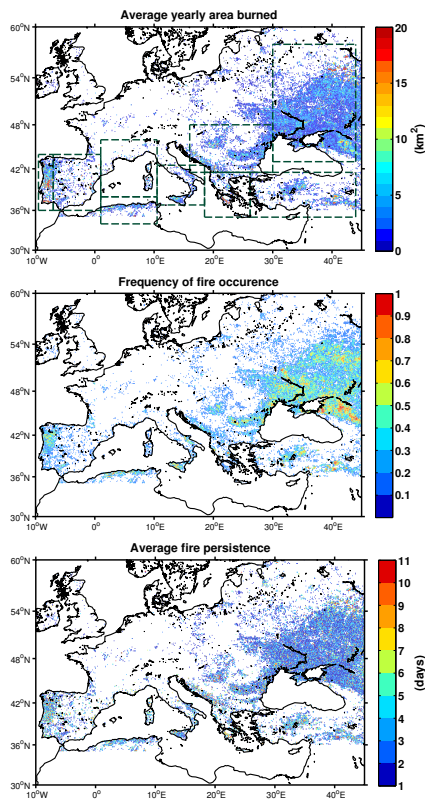 Average yearly area burned
60°N
54°N
48°N
42°N
36°N
30°N
10°W 0° 10°E 20°E 30°E 40°E
20
15
10
5
0
(km²)
Frequency of fire occurence
60°N
54°N
48°N
42°N
36°N
30°N
10°W 0° 10°E 20°E 30°E 40°E
1
0.9
0.8
0.7
0.6
0.5
0.4
0.3
0.2
0.1
Average fire persistence
60°N
54°N
48°N
42°N
36°N
30°N
10°W 0° 10°E 20°E 30°E 40°E
11
10
9
8
7
6
5
4
3
2
1
(days)